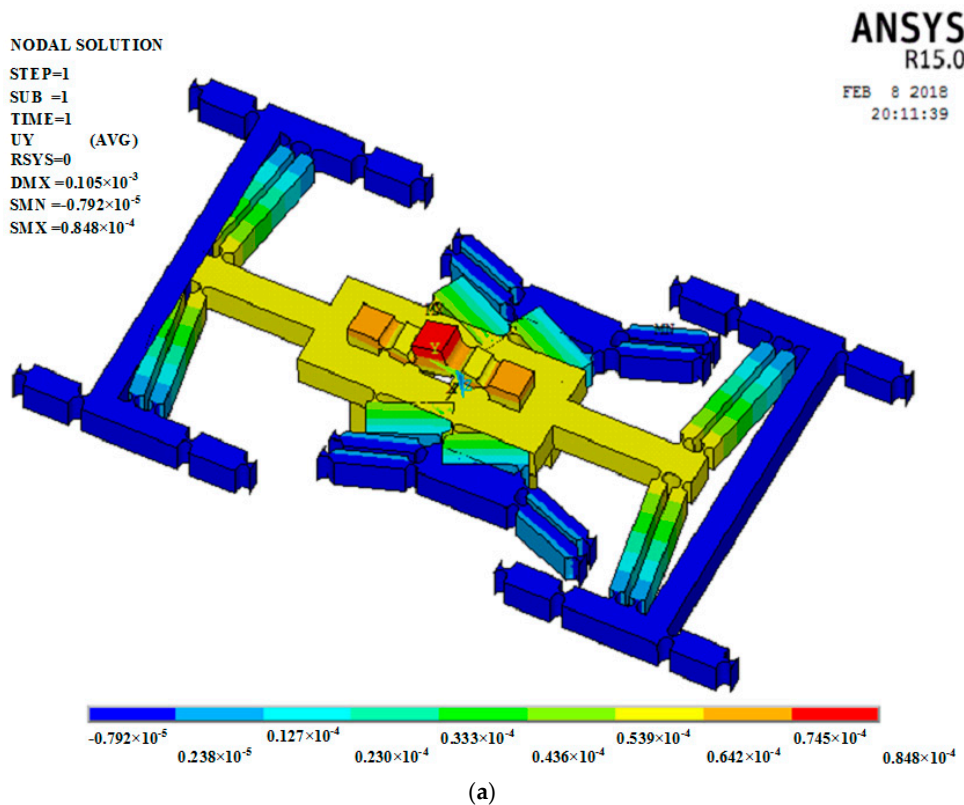 NODAL SOLUTION
STEP=1
SUB =1
TIME=1
UY (AVG)
RSYS=0
DMX =0.105×10⁻³
SMN =-0.792×10⁻⁵
SMX =0.848×10⁻⁴
ANSYS
R15.0
FEB 8 2018
20:11:39
MN
-0.792×10⁻⁵ 0.127×10⁻⁴ 0.333×10⁻⁴ 0.539×10⁻⁴ 0.745×10⁻⁴
0.238×10⁻⁵ 0.230×10⁻⁴ 0.436×10⁻⁴ 0.642×10⁻⁴ 0.848×10⁻⁴
(a)